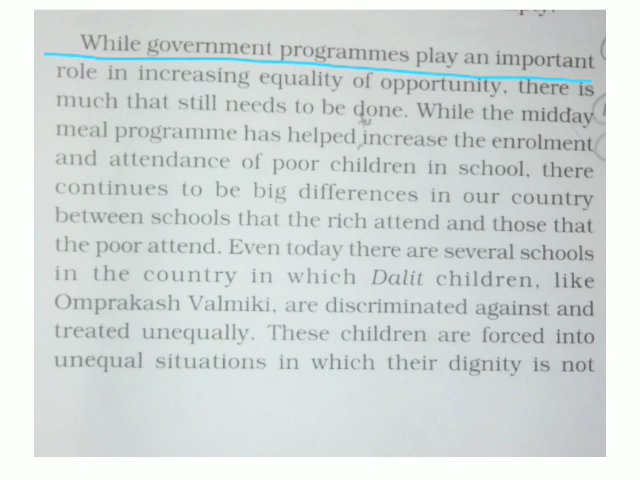 While government programmes play an important
role in increasing equality of opportunity, there is
much that still needs to be done. While the midday
meal programme has helped increase the enrolment
and attendance of poor children in school, there
continues to be big differences in our country
between schools that the rich attend and those that
the poor attend. Even today there are several schools
in the country in which Dalit children, like
Omprakash Valmiki, are discriminated against and
treated unequally. These children are forced into
unequal situations in which their dignity is not